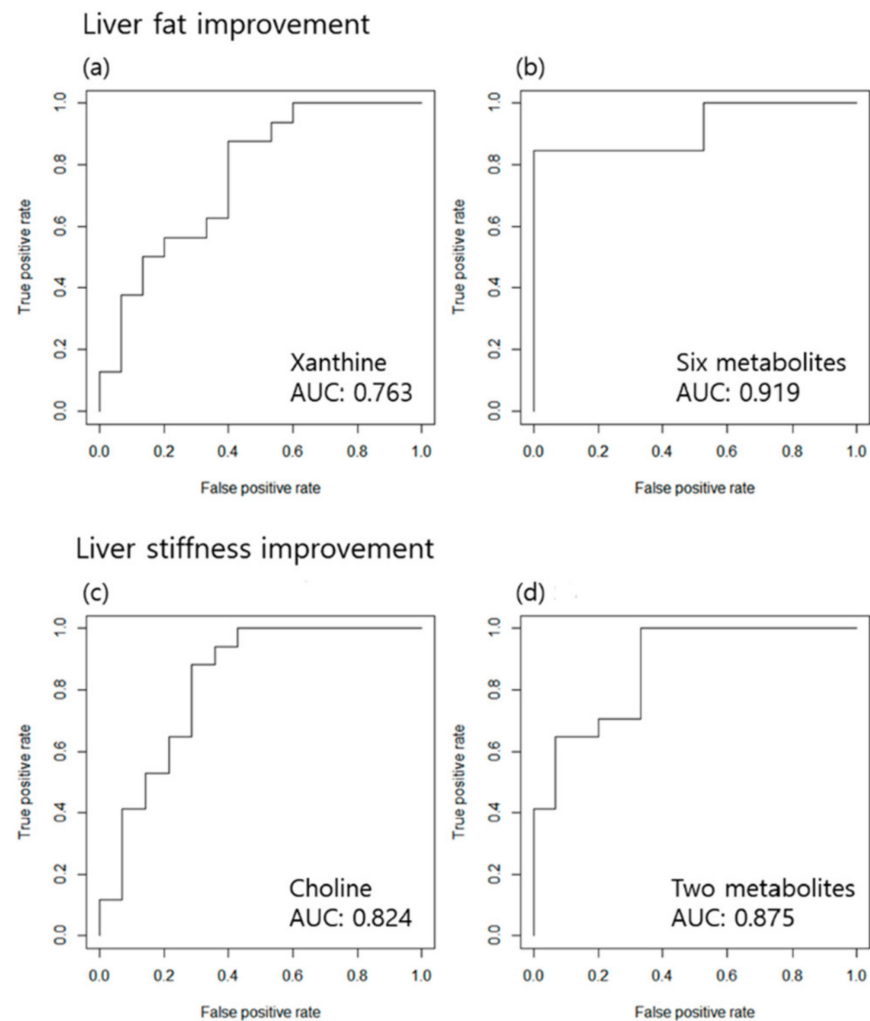 Liver fat improvement
(a)
1.0
0.8
0.6
0.4
0.2
0.0
True positive rate
Xanthine
AUC: 0.763
0.0 0.2 0.4 0.6 0.8 1.0
False positive rate
(b)
1.0
0.8
0.6
0.4
0.2
0.0
True positive rate
Six metabolites
AUC: 0.919
0.0 0.2 0.4 0.6 0.8 1.0
False positive rate
Liver stiffness improvement
(c)
1.0
0.8
0.6
0.4
0.2
0.0
True positive rate
Choline
AUC: 0.824
0.0 0.2 0.4 0.6 0.8 1.0
False positive rate
(d)
1.0
0.8
0.6
0.4
0.2
0.0
True positive rate
Two metabolites
AUC: 0.875
0.0 0.2 0.4 0.6 0.8 1.0
False positive rate